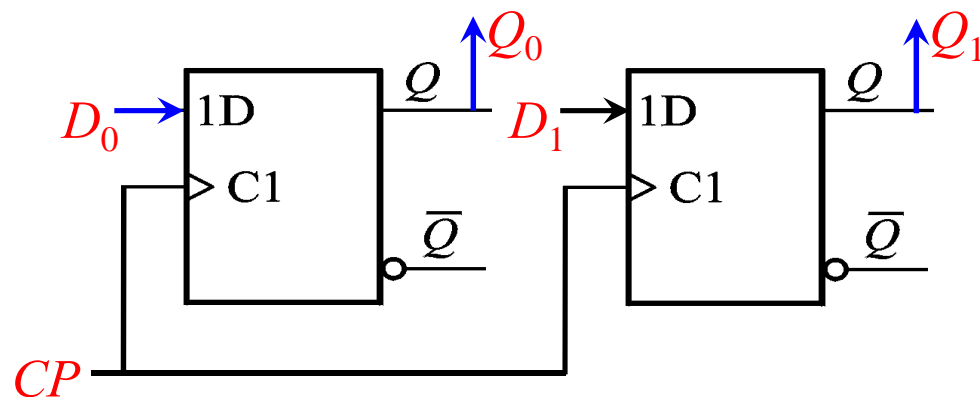 Q₀ Q₁
Q Q
D₀ 1D D₁ 1D
C1 C1
Q̅ Q̅
CP